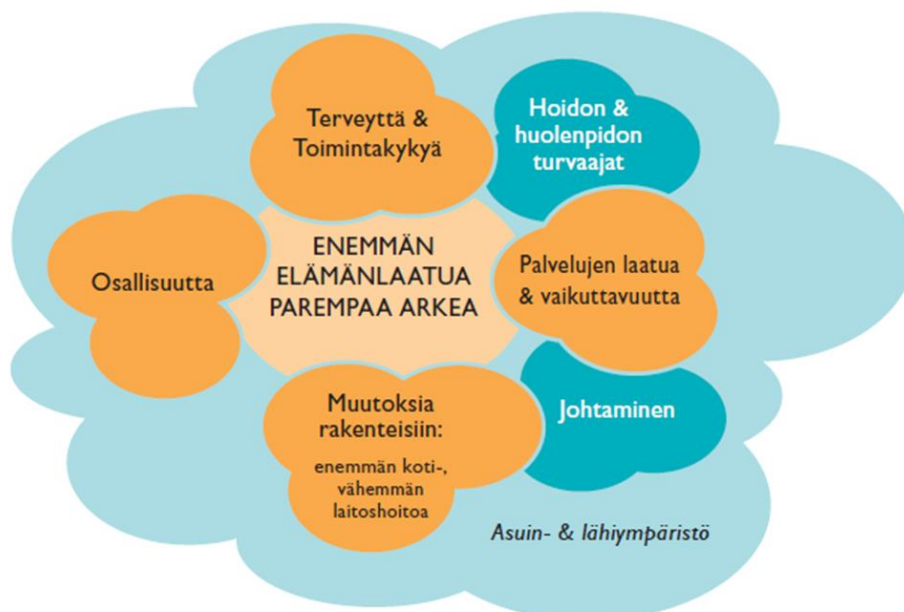 Terveyttä &
Toimintakykyä
Hoidon &
huolenpidon
turvaajat
Osallisuutta
ENEMMÄN
ELÄMÄNLAATUA
PAREMPAA ARKEA
Palvelujen laatua
& vaikuttavuutta
Muutoksia
rakenteisiin:
enemmän koti-,
vähemmän
laitoshoitoa
Johtaminen
Asuin- & lähiympäristö